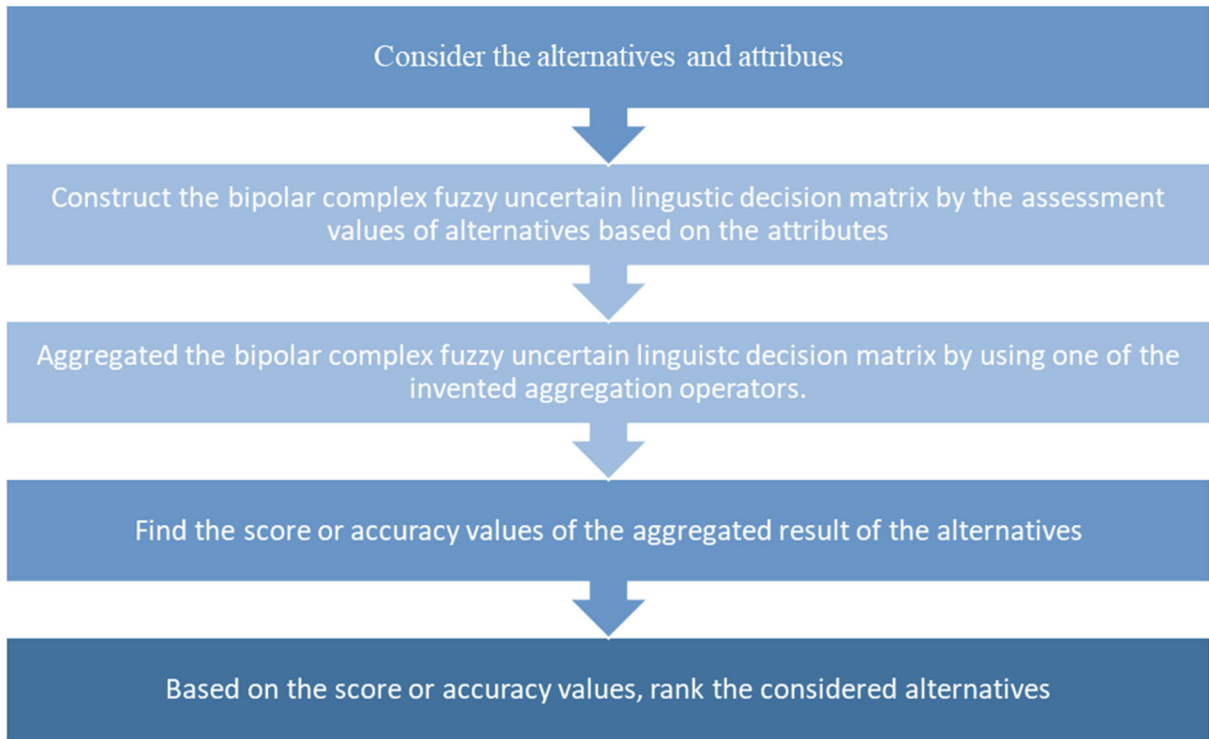 Consider the alternatives and attribues
Construct the bipolar complex fuzzy uncertain lingustic decision matrix by the assessment
values of alternatives based on the attributes
Aggregated the bipolar complex fuzzy uncertain linguistc decision matrix by using one of the
invented aggregation operators.
Find the score or accuracy values of the aggregated result of the alternatives
Based on the score or accuracy values, rank the considered alternatives